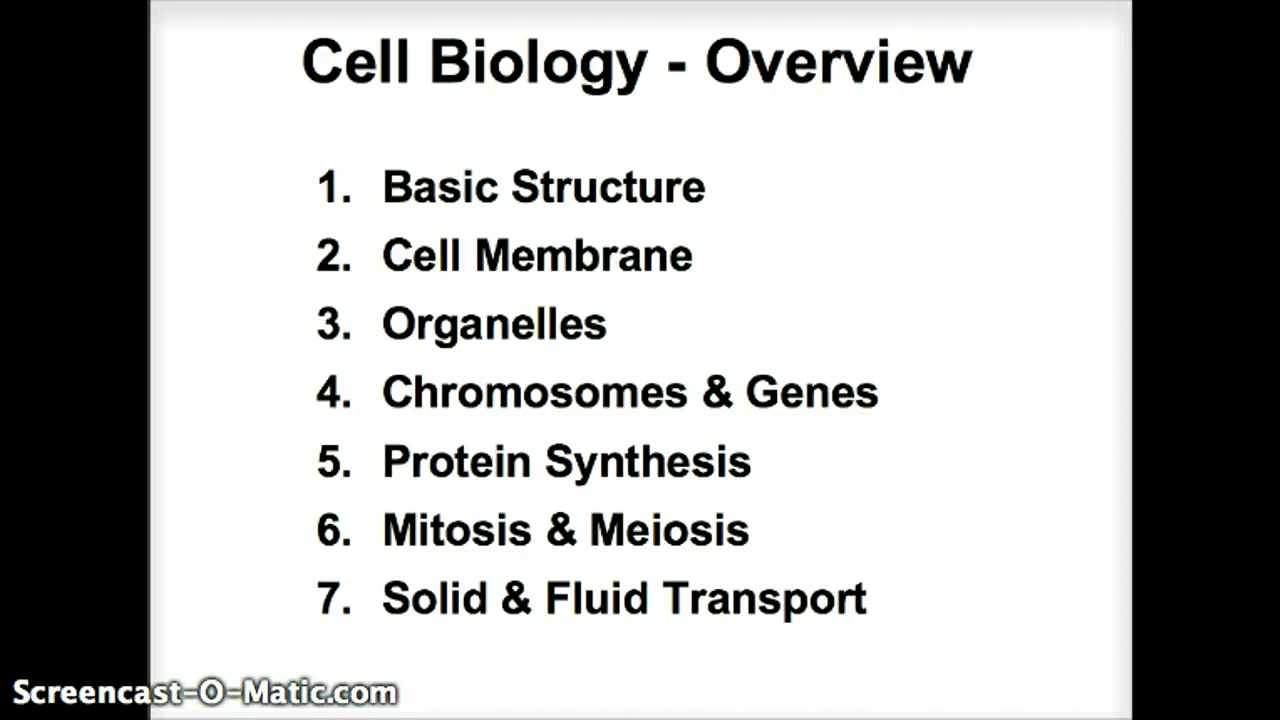 Cell Biology - Overview
1. Basic Structure
2. Cell Membrane
3. Organelles
4. Chromosomes & Genes
5. Protein Synthesis
6. Mitosis & Meiosis
7. Solid & Fluid Transport
Screencast-O-Matic.com